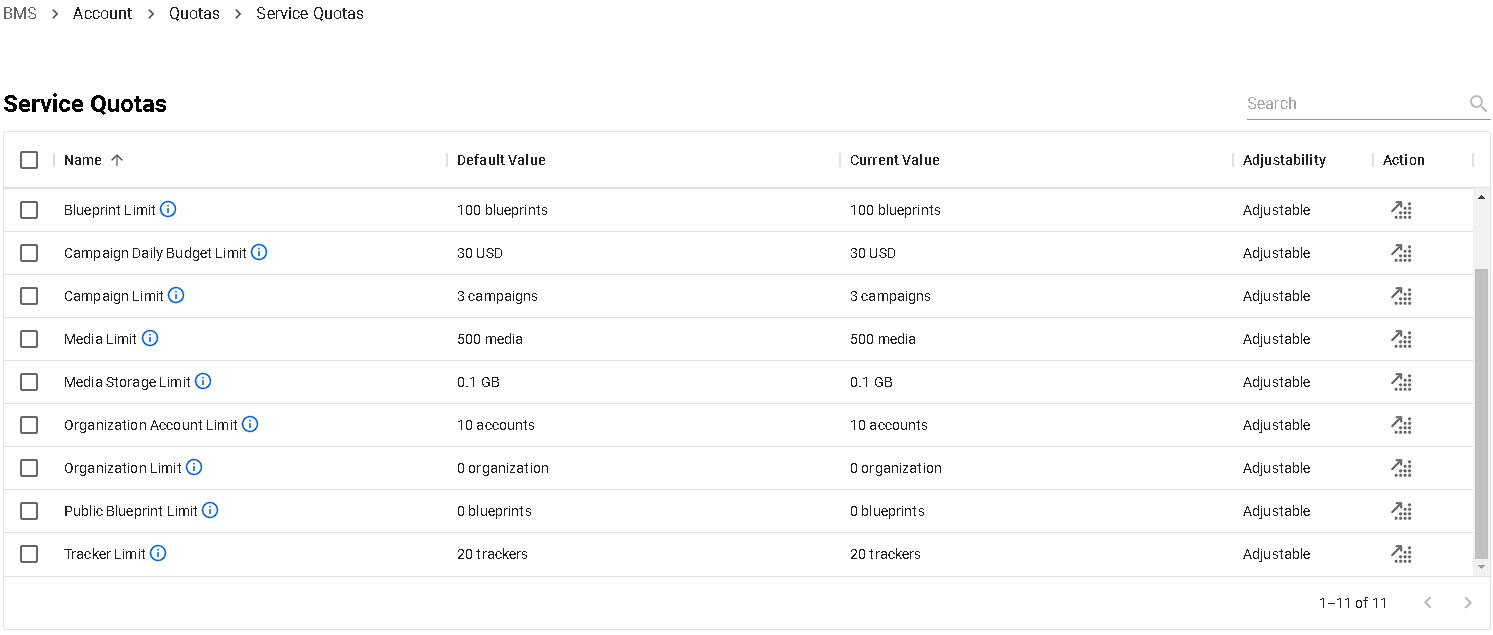 BMS > Account > Quotas > Service Quotas
Service Quotas
Search
Name Default Value Current Value Adjustability Action
Blueprint Limit 100 blueprints 100 blueprints Adjustable
Campaign Daily Budget Limit 30 USD 30 USD Adjustable
Campaign Limit 3 campaigns 3 campaigns Adjustable
Media Limit 500 media 500 media Adjustable
Media Storage Limit 0.1 GB 0.1 GB Adjustable
Organization Account Limit 10 accounts 10 accounts Adjustable
Organization Limit 0 organization 0 organization Adjustable
Public Blueprint Limit 0 blueprints 0 blueprints Adjustable
Tracker Limit 20 trackers 20 trackers Adjustable
1–11 of 11